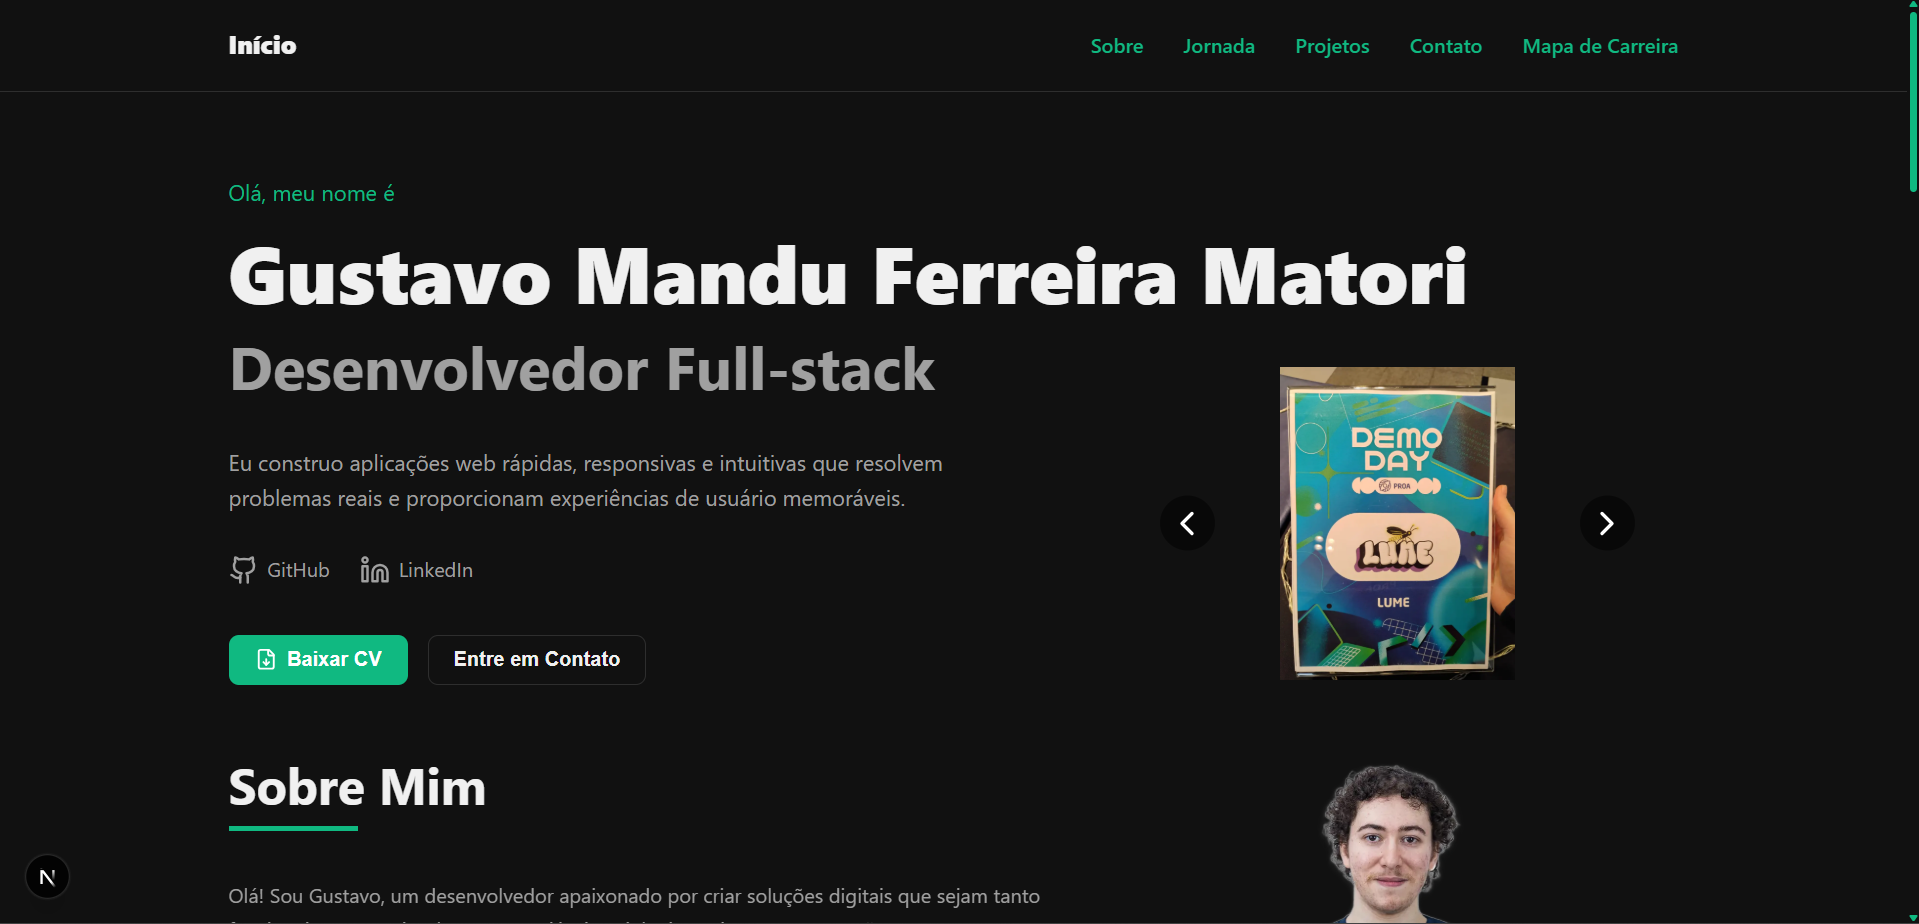 Início
Sobre
Jornada
Projetos
Contato
Mapa de Carreira
Olá, meu nome é
Gustavo Mandu Ferreira Matori
Desenvolvedor Full-stack
Eu construo aplicações web rápidas, responsivas e intuitivas que resolvem
problemas reais e proporcionam experiências de usuário memoráveis.
GitHub
LinkedIn
Baixar CV
Entre em Contato
DEMO
DAY
PROA
LUME
LUME
Sobre Mim
N
Olá! Sou Gustavo, um desenvolvedor apaixonado por criar soluções digitais que sejam tanto